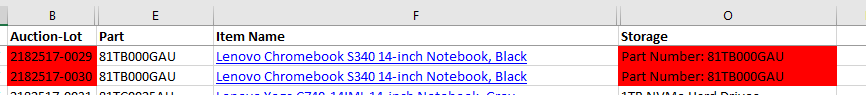 B E F O
Auction-Lot Part Item Name Storage
2182517-0029 81TB000GAU Lenovo Chromebook S340 14-inch Notebook, Black Part Number: 81TB000GAU
2182517-0030 81TB000GAU Lenovo Chromebook S340 14-inch Notebook, Black Part Number: 81TB000GAU